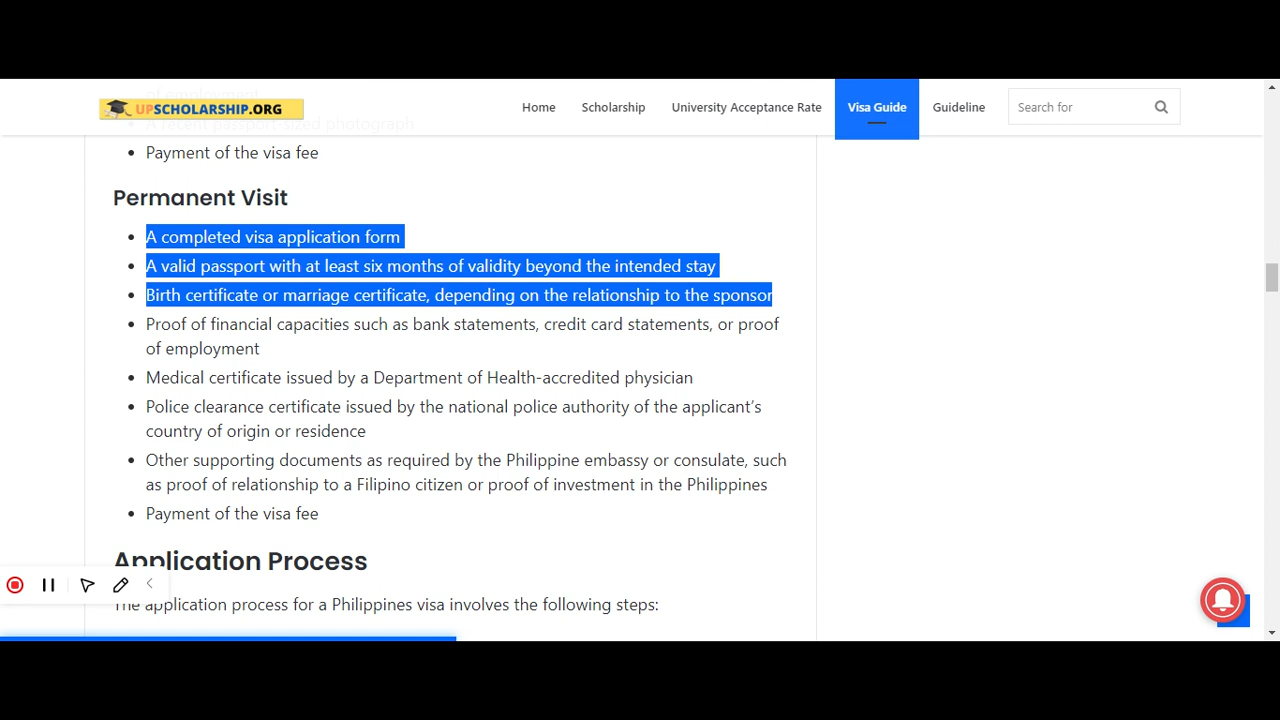 UPSCHOLARSHIP.ORG
Home
Scholarship
University Acceptance Rate
Visa Guide
Guideline
Search for
of employment
A recent passport-sized photograph
Payment of the visa fee
Permanent Visit
A completed visa application form
A valid passport with at least six months of validity beyond the intended stay
Birth certificate or marriage certificate, depending on the relationship to the sponsor
Proof of financial capacities such as bank statements, credit card statements, or proof
of employment
Medical certificate issued by a Department of Health-accredited physician
Police clearance certificate issued by the national police authority of the applicant's
country of origin or residence
Other supporting documents as required by the Philippine embassy or consulate, such
as proof of relationship to a Filipino citizen or proof of investment in the Philippines
Payment of the visa fee
Application Process
The application process for a Philippines visa involves the following steps: